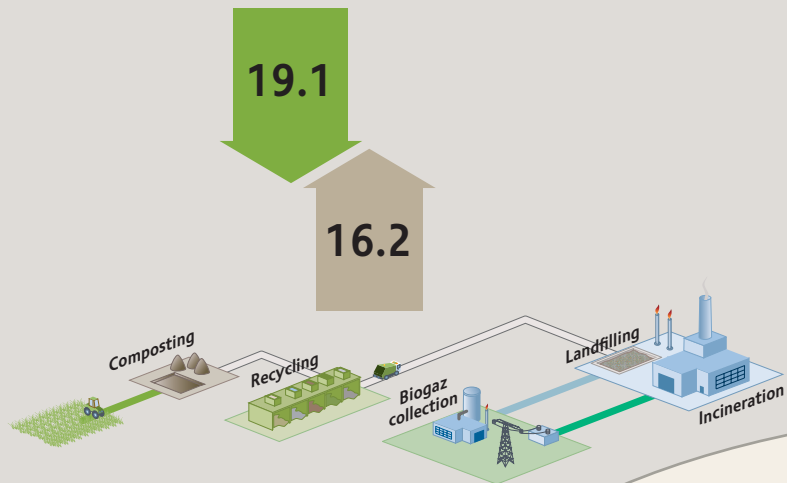 19.1
16.2
Composting
Recycling
Biogaz
collection
Landfilling
Incineration